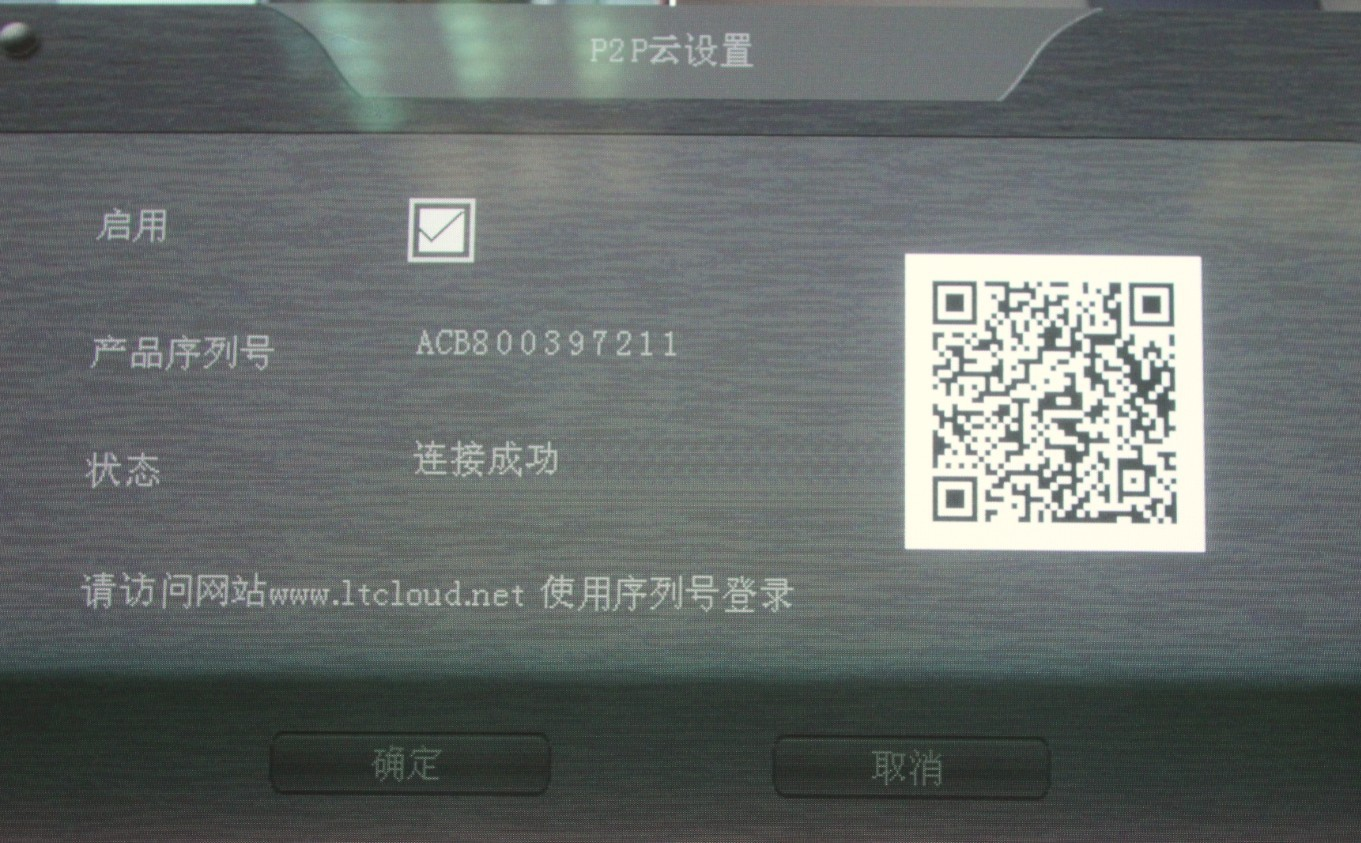 P2P云设置
启用
产品序列号 ACB800397211
状态 连接成功
请访问网站www.ltcloud.net 使用序列号登录
确定 取消